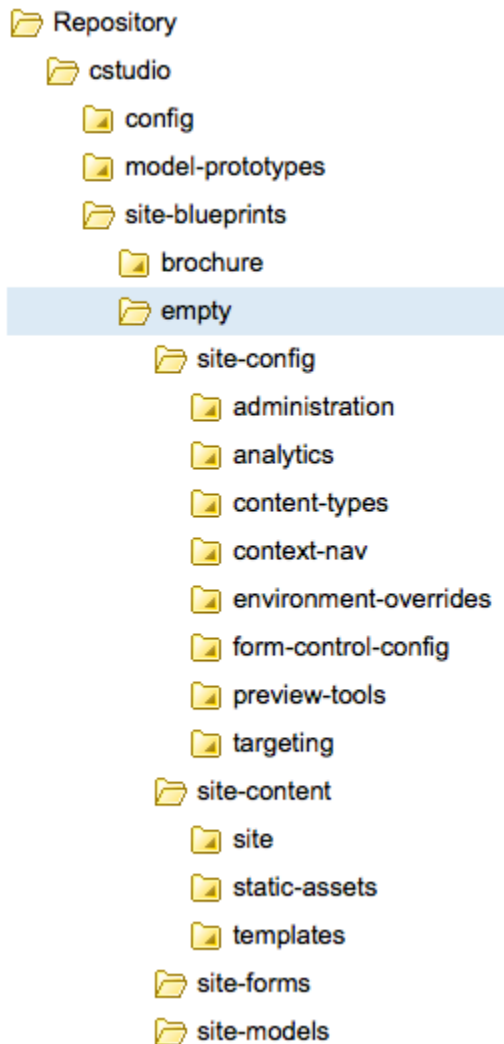 Repository
cstudio
config
model-prototypes
site-blueprints
brochure
empty
site-config
administration
analytics
content-types
context-nav
environment-overrides
form-control-config
preview-tools
targeting
site-content
site
static-assets
templates
site-forms
site-models